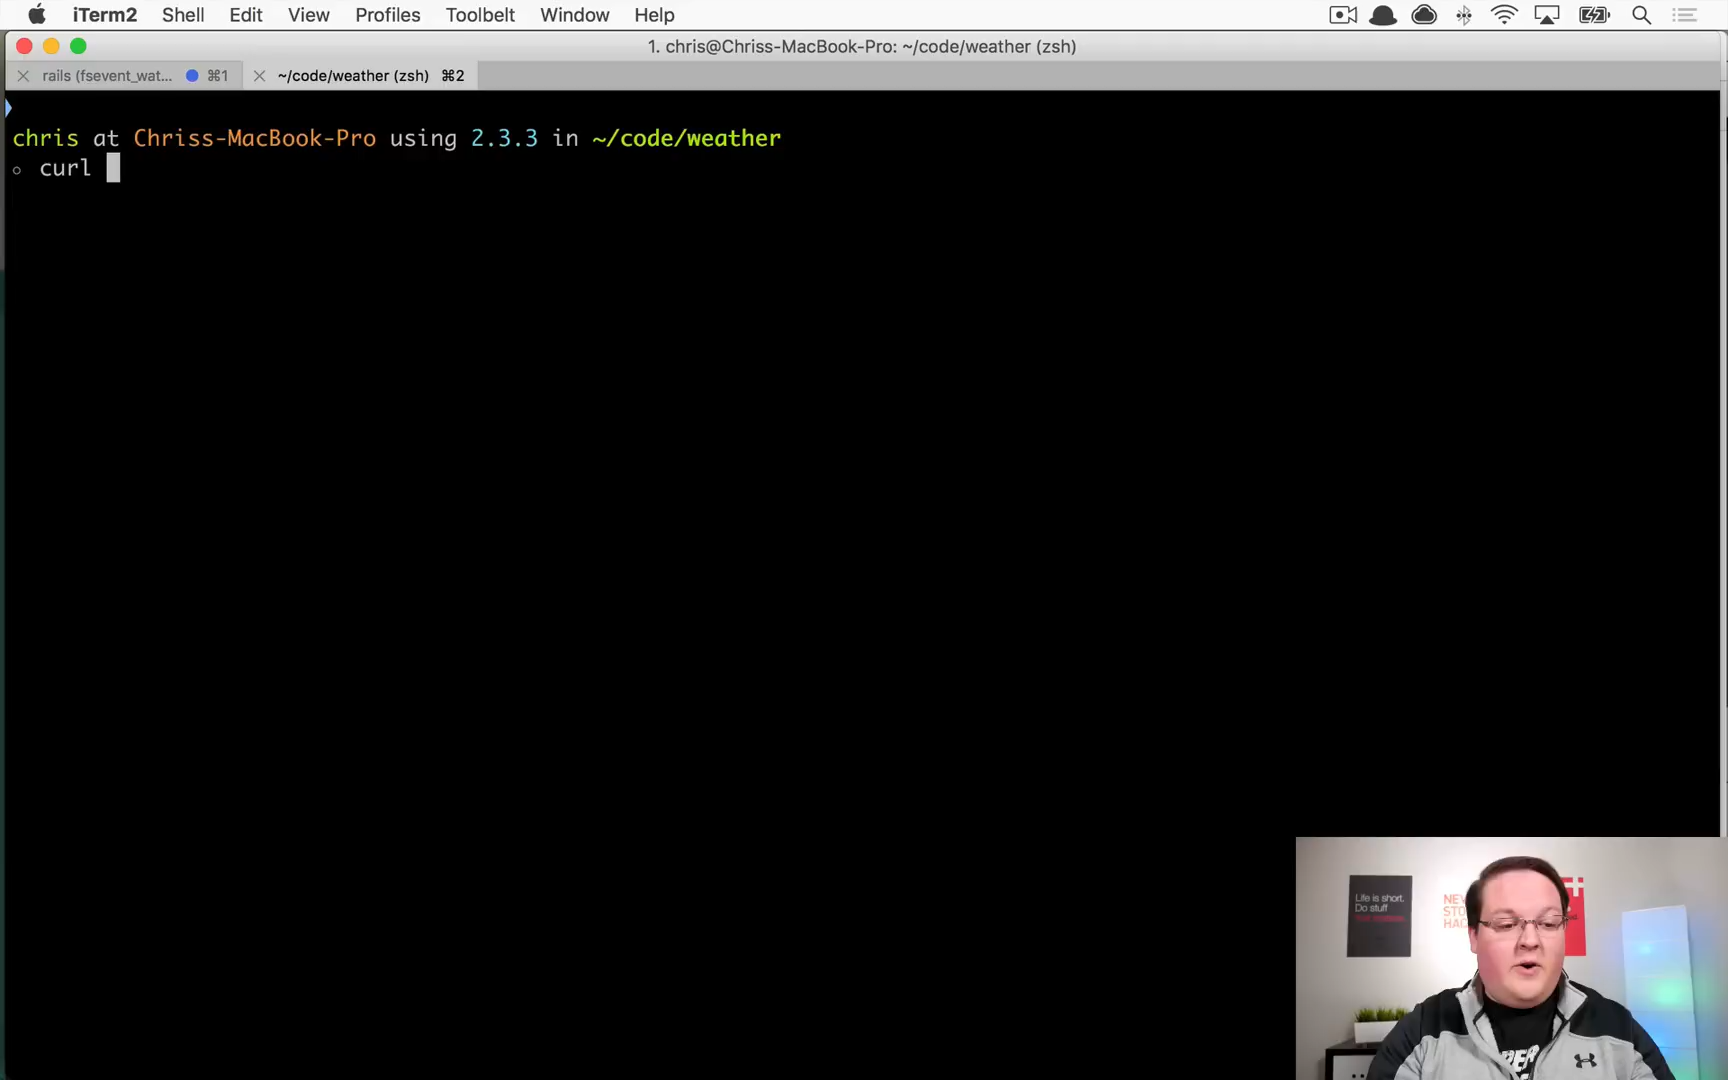 iTerm2 Shell Edit View Profiles Toolbelt Window Help
1. chris@Chriss-MacBook-Pro: ~/code/weather (zsh)
rails (fsevent_wat... ⌘1 ~/code/weather (zsh) ⌘2
chris at Chriss-MacBook-Pro using 2.3.3 in ~/code/weather
curl
Life is short.
Do stuff